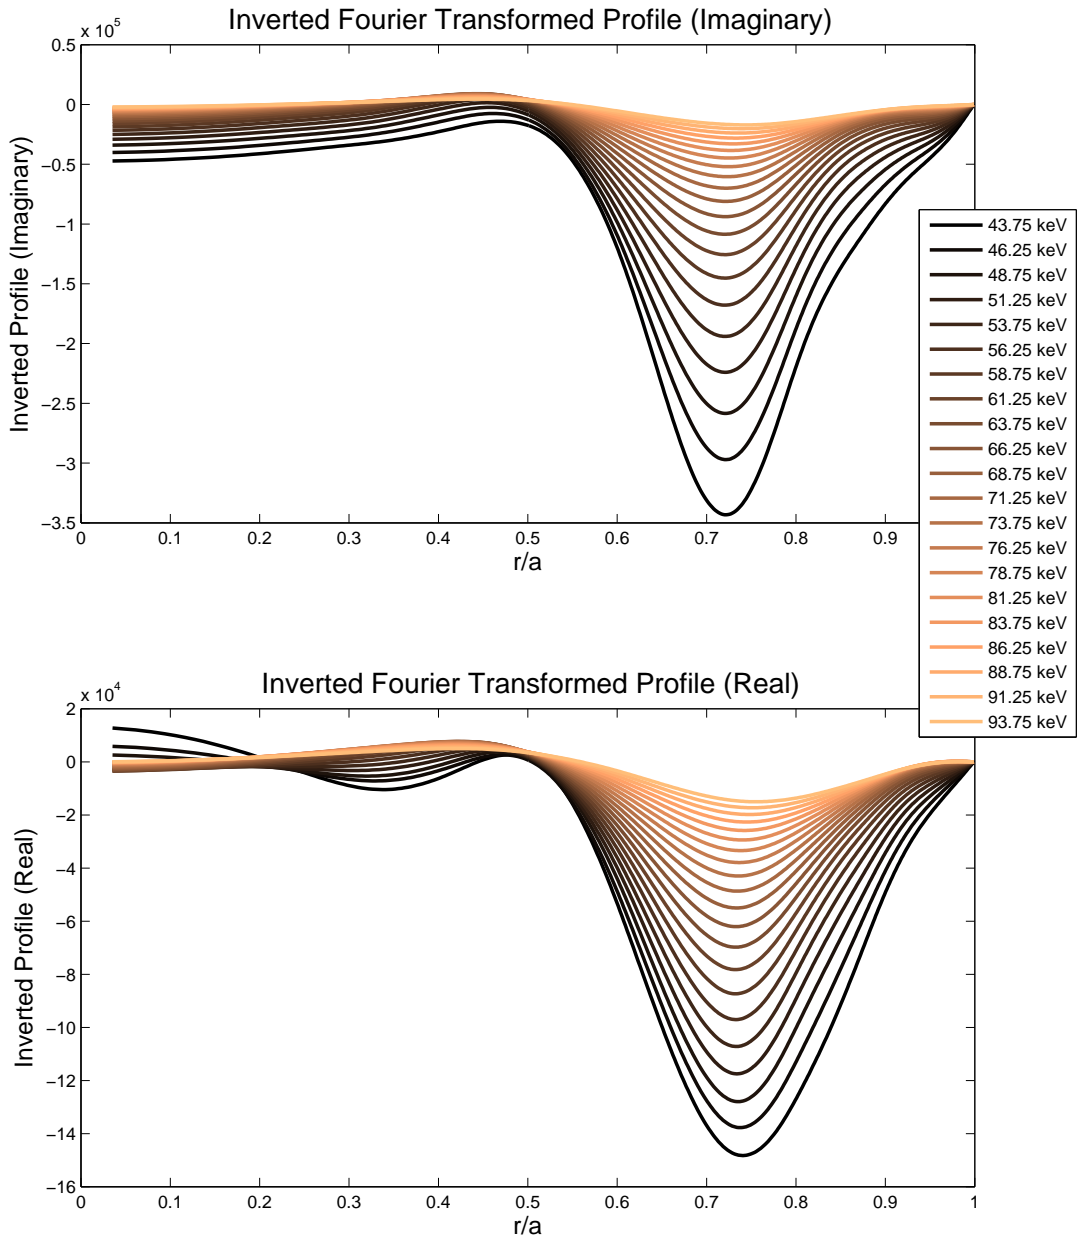 Inverted Fourier Transformed Profile (Imaginary)
x 10⁵
0.5
0
−0.5
−1
−1.5
−2
−2.5
−3
−3.5
Inverted Profile (Imaginary)
0 0.1 0.2 0.3 0.4 0.5 0.6 0.7 0.8 0.9
r/a
43.75 keV
46.25 keV
48.75 keV
51.25 keV
53.75 keV
56.25 keV
58.75 keV
61.25 keV
63.75 keV
66.25 keV
68.75 keV
71.25 keV
73.75 keV
76.25 keV
78.75 keV
81.25 keV
83.75 keV
86.25 keV
88.75 keV
91.25 keV
93.75 keV
Inverted Fourier Transformed Profile (Real)
x 10⁴
2
0
−2
−4
−6
−8
−10
−12
−14
−16
Inverted Profile (Real)
0 0.1 0.2 0.3 0.4 0.5 0.6 0.7 0.8 0.9 1
r/a